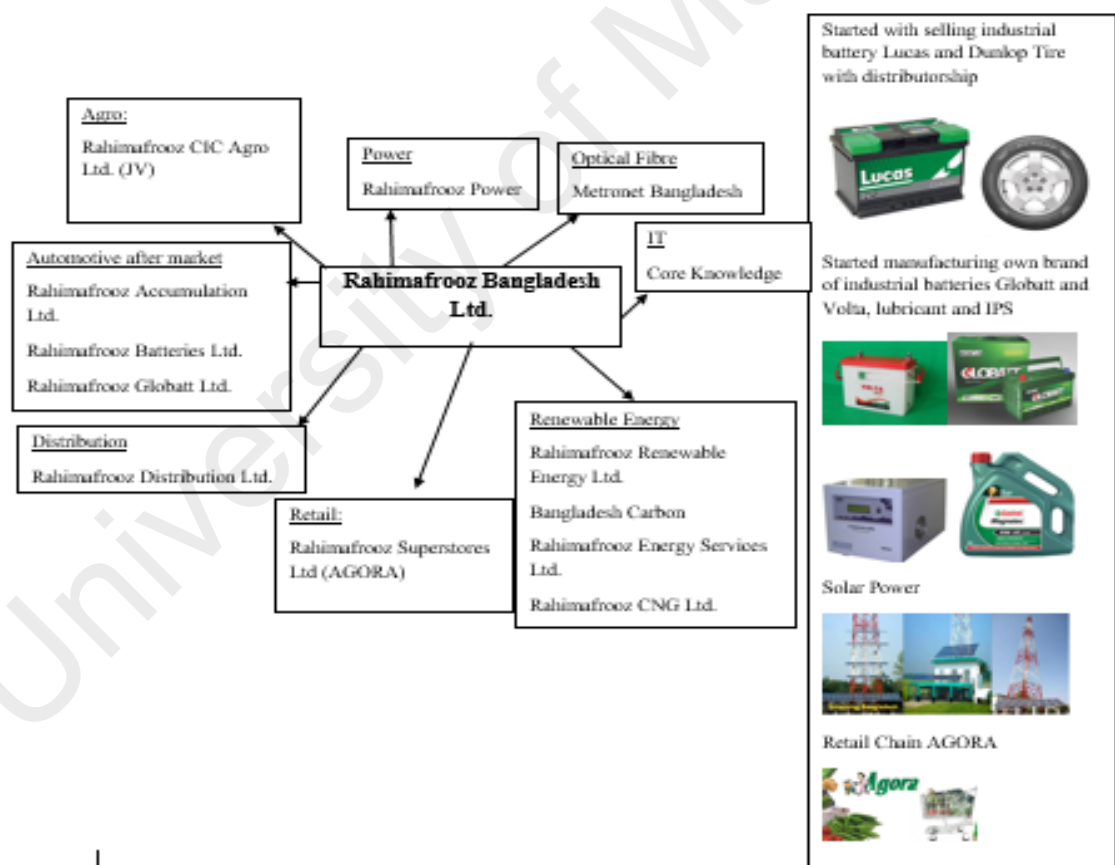 Agro:
Rahimafrooz CIC Agro
Ltd. (JV)
Power
Rahimafrooz Power
Optical Fibre
Metronet Bangladesh
IT
Core Knowledge
Automotive after market
Rahimafrooz Accumulation
Ltd.
Rahimafrooz Batteries Ltd.
Rahimafrooz Globatt Ltd.
Rahimafrooz Bangladesh
Ltd.
Distribution
Rahimafrooz Distribution Ltd.
Retail:
Rahimafrooz Superstores
Ltd (AGORA)
Renewable Energy
Rahimafrooz Renewable
Energy Ltd.
Bangladesh Carbon
Rahimafrooz Energy Services
Ltd.
Rahimafrooz CNG Ltd.
Started with selling industrial
battery Lucas and Dunlop Tire
with distributorship
Lucas
Started manufacturing own brand
of industrial batteries Globatt and
Volta, lubricant and IPS
GLOBATT
Castrol
Magnatec
Solar Power
Retail Chain AGORA
Agora
University of M